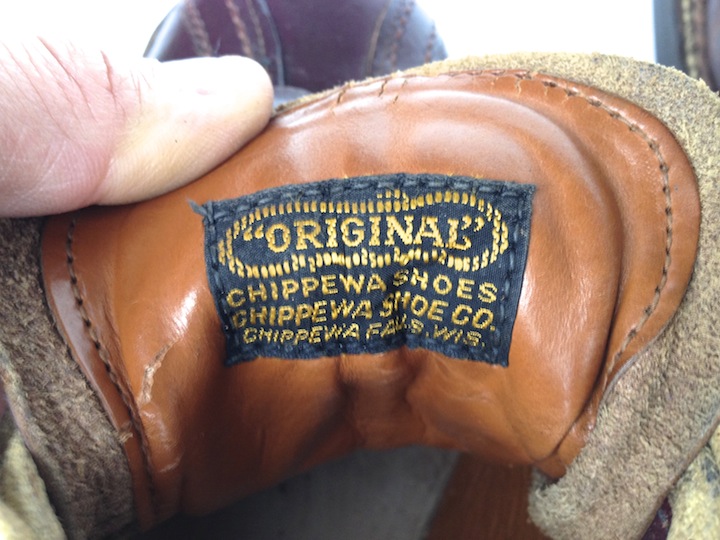 "ORIGINAL"
CHIPPEWA SHOES
CHIPPEWA SHOE CO.
CHIPPEWA FALLS, WIS.